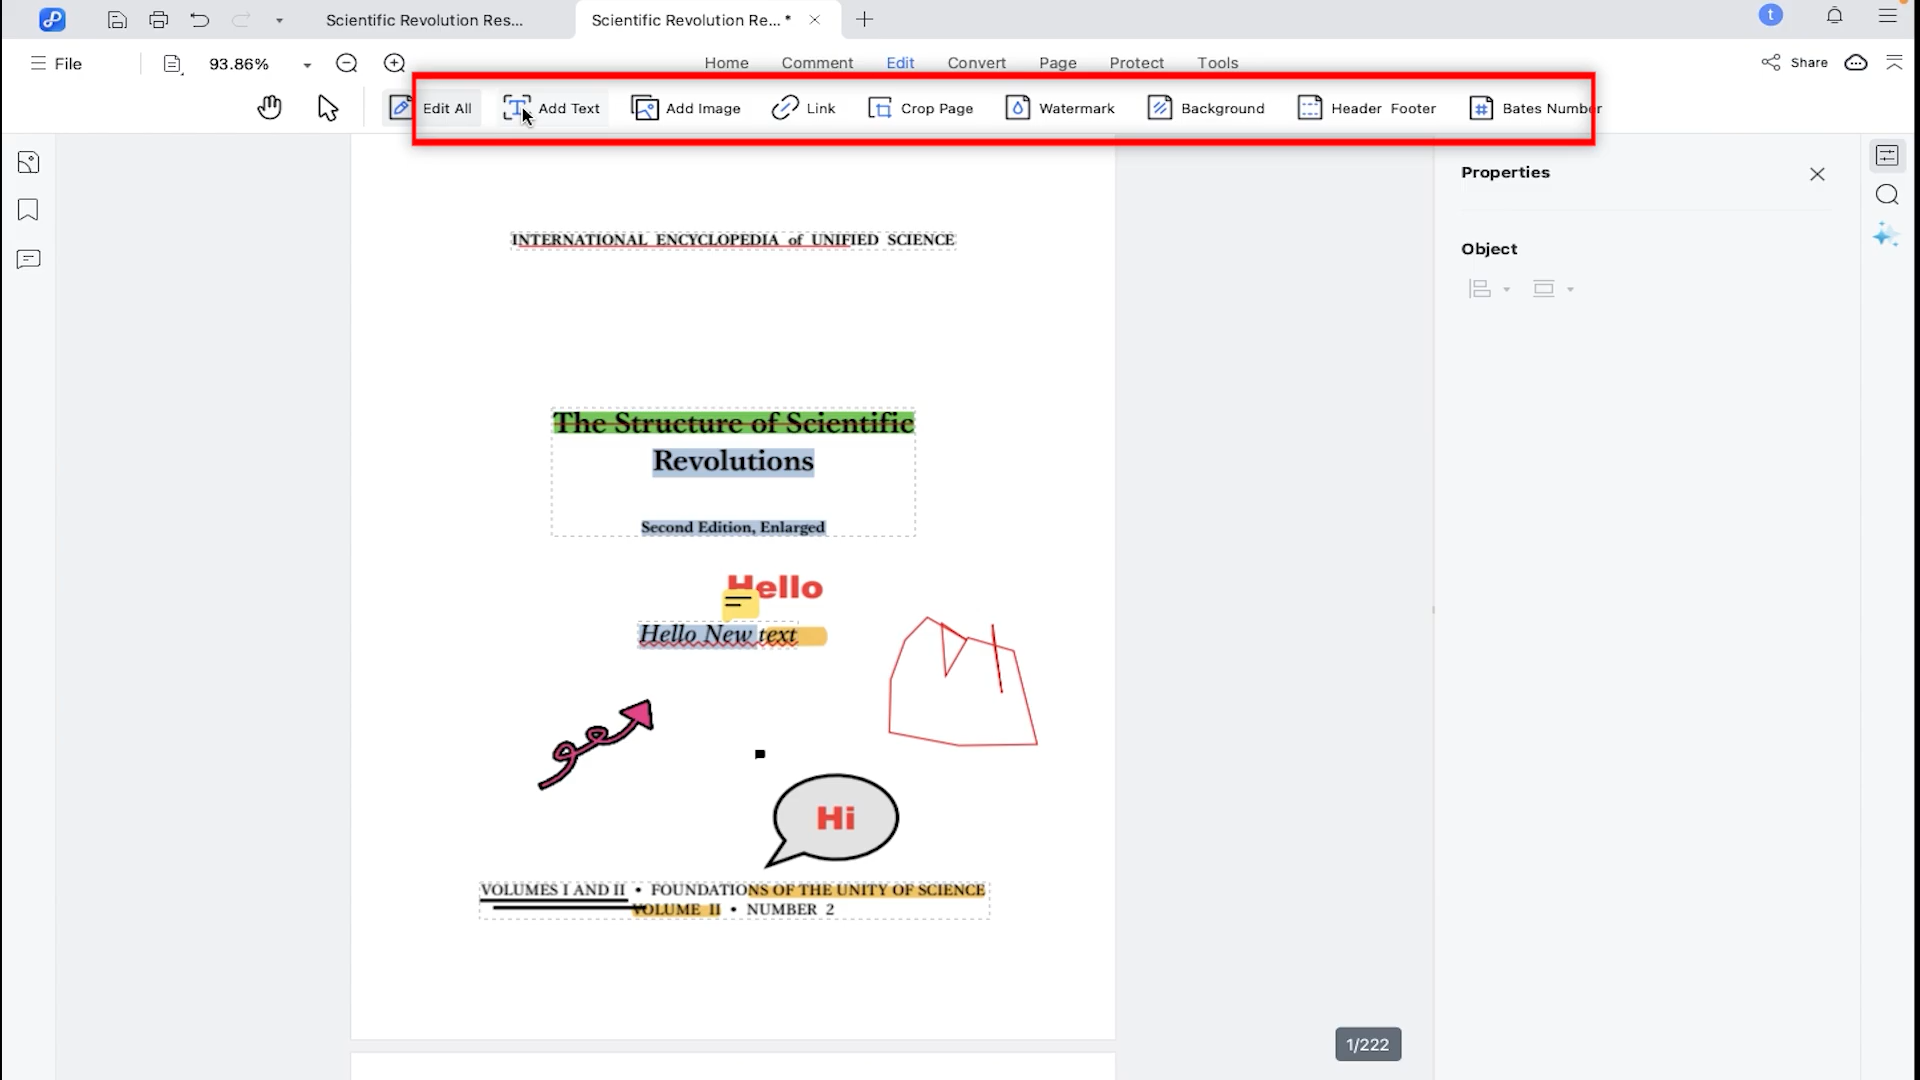 Scientific Revolution Res...
Scientific Revolution Re... *
t
File
93.86%
Home
Comment
Edit
Convert
Page
Protect
Tools
Share
Edit All
Add Text
Add Image
Link
Crop Page
Watermark
Background
Header Footer
Bates Number
INTERNATIONAL ENCYCLOPEDIA of UNIFIED SCIENCE
The Structure of Scientific
Revolutions
Second Edition, Enlarged
Hello
Hello New text
Hi
VOLUMES I AND II • FOUNDATIONS OF THE UNITY OF SCIENCE
VOLUME II • NUMBER 2
Properties
Object
1/222